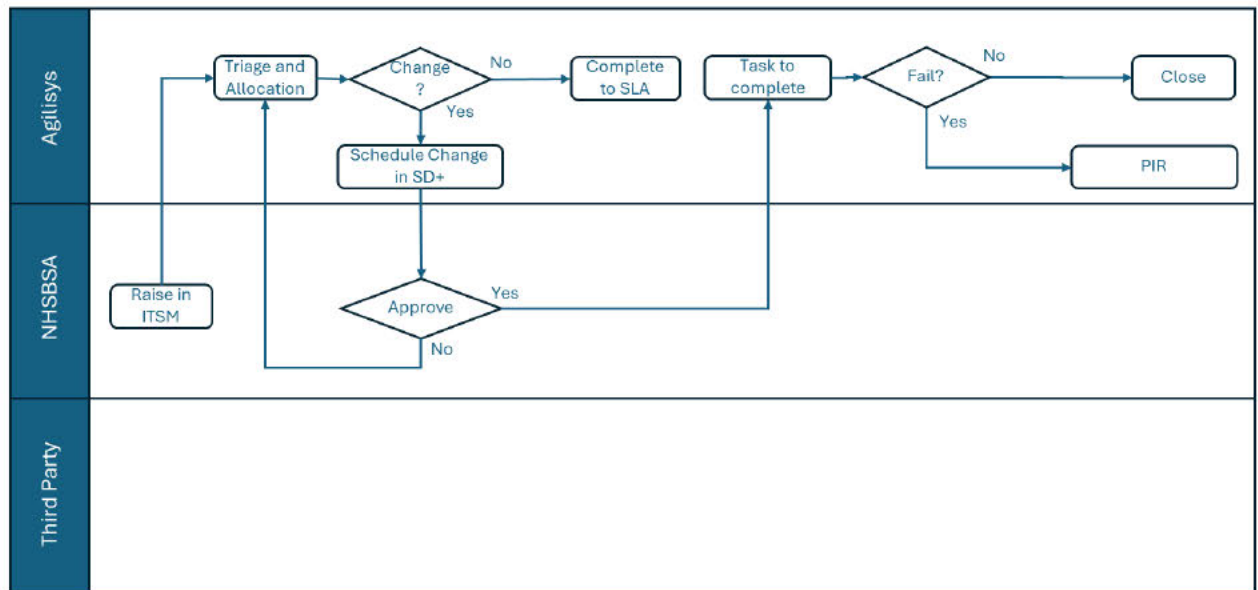 Agilisys
Triage and
Allocation
Change
?
No
Yes
Complete
to SLA
Schedule Change
in SD+
Task to
complete
Fail?
No
Yes
Close
PIR
NHSBSA
Raise in
ITSM
Approve
Yes
No
Third Party